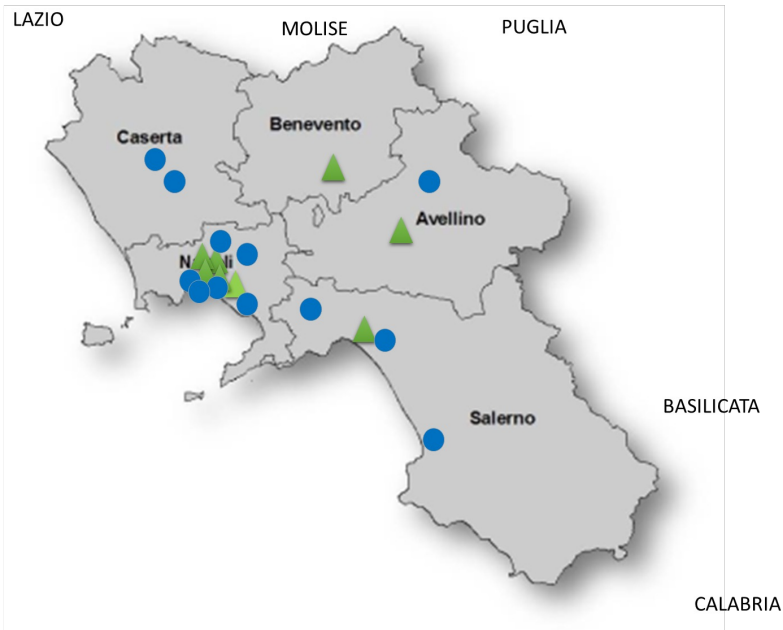 LAZIO
MOLISE
PUGLIA
Benevento
Caserta
Avellino
BASILICATA
Salerno
CALABRIA